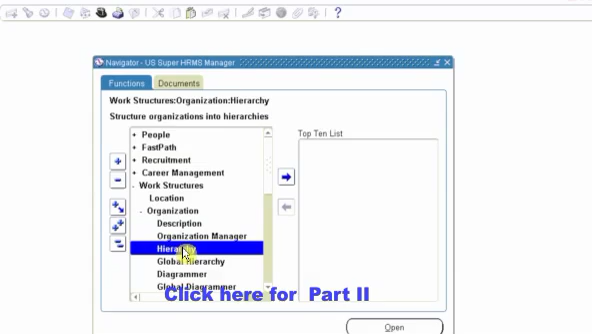 Navigator - US Super HRMS Manager
Functions
Documents
Work Structures:Organization:Hierarchy
Structure organizations into hierarchies
Top Ten List
+ People
+ FastPath
+ Recruitment
+ Career Management
- Work Structures
Location
- Organization
Description
Organization Manager
Hierarchy
Global Hierarchy
Diagrammer
Global Diagrammer
Click here for Part II
Open